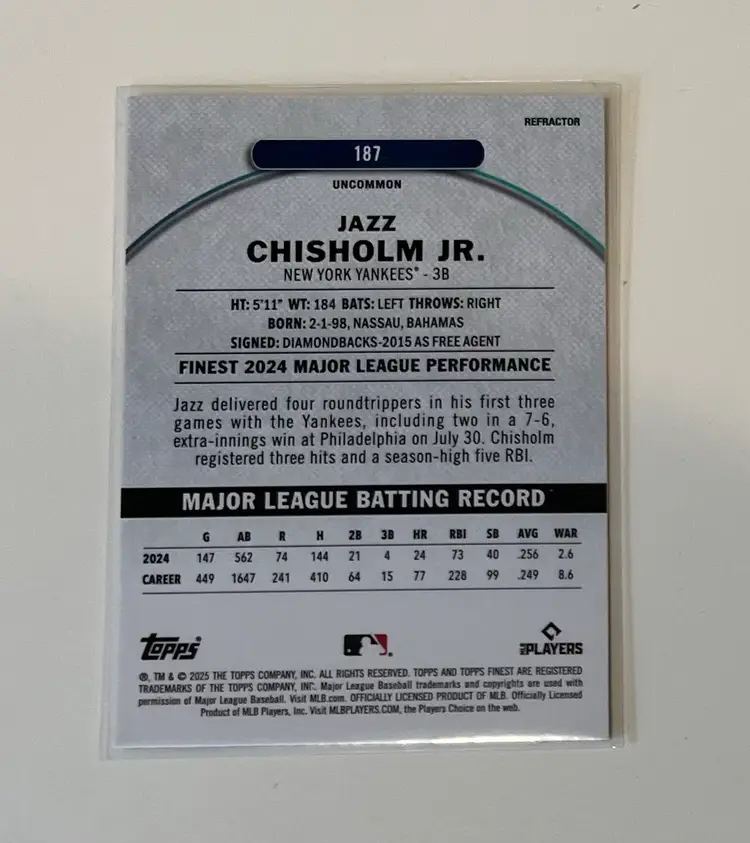 REFRACTOR
187
UNCOMMON
JAZZ
CHISHOLM JR.
NEW YORK YANKEES® - 3B
HT: 5'11" WT: 184 BATS: LEFT THROWS: RIGHT
BORN: 2-1-98, NASSAU, BAHAMAS
SIGNED: DIAMONDBACKS-2015 AS FREE AGENT
FINEST 2024 MAJOR LEAGUE PERFORMANCE
Jazz delivered four roundtrippers in his first three
games with the Yankees, including two in a 7-6,
extra-innings win at Philadelphia on July 30. Chisholm
registered three hits and a season-high five RBI.
MAJOR LEAGUE BATTING RECORD
G AB R H 2B 3B HR RBI SB AVG WAR
2024 147 562 74 144 21 4 24 73 40 .256 2.6
CAREER 449 1647 241 410 64 15 77 228 99 .249 8.6
Topps
MLB PLAYERS
®, TM & © 2025 THE TOPPS COMPANY, INC. ALL RIGHTS RESERVED. TOPPS AND TOPPS FINEST ARE REGISTERED
TRADEMARKS OF THE TOPPS COMPANY, INC. Major League Baseball trademarks and copyrights are used with
permission of Major League Baseball. Visit MLB.com. OFFICIALLY LICENSED PRODUCT OF MLB. Officially Licensed
Product of MLB Players, Inc. Visit MLBPLAYERS.COM, the Players Choice on the web.